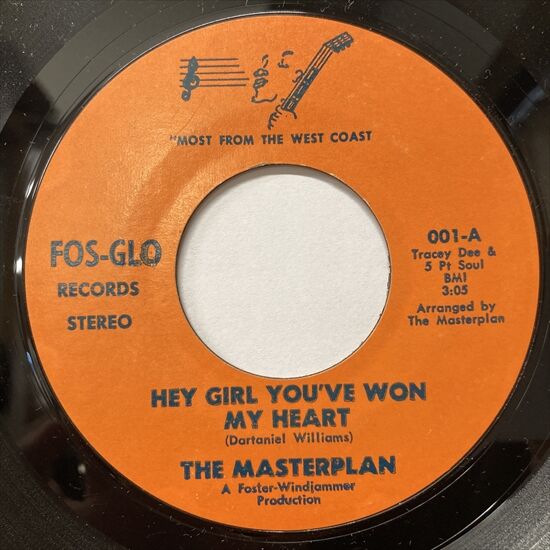 "MOST FROM THE WEST COAST
FOS-GLO
RECORDS
STEREO
001-A
Tracey Dee &
5 Pt Soul
BMI
3:05
Arranged by
The Masterplan
HEY GIRL YOU'VE WON
MY HEART
(Dartaniel Williams)
THE MASTERPLAN
A Foster-Windjammer
Production